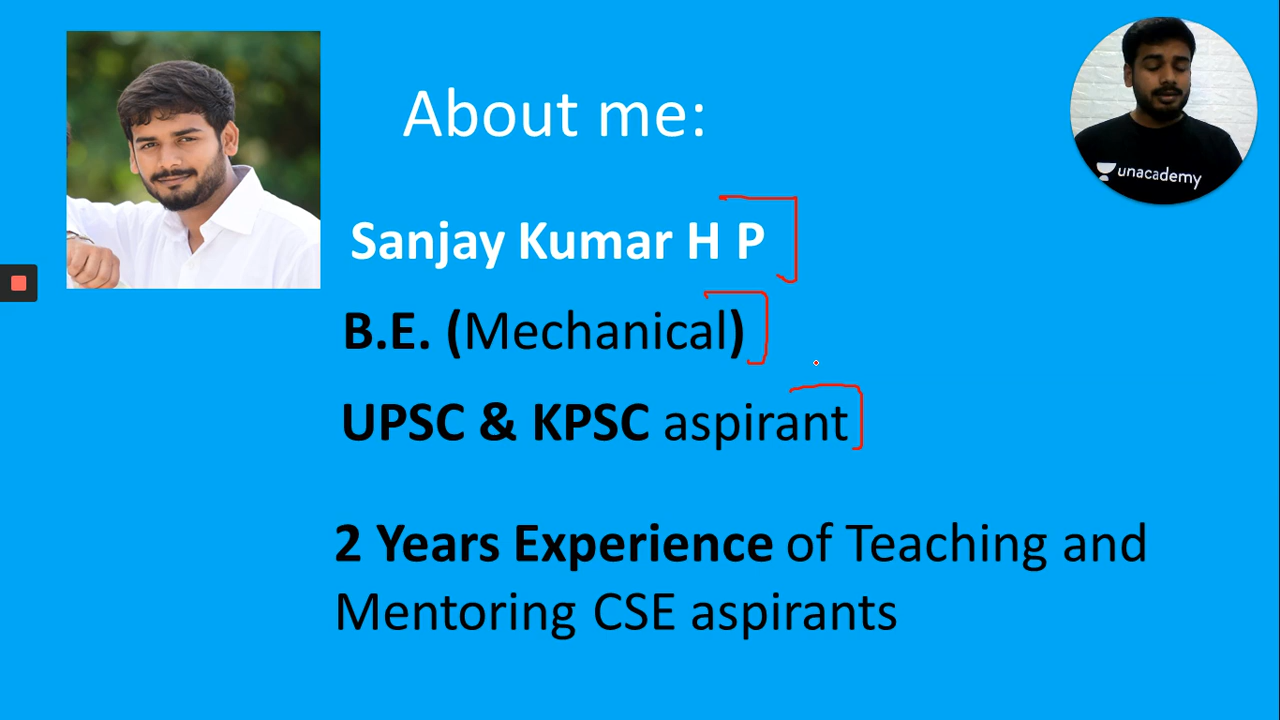 About me:
unacademy
Sanjay Kumar H P
B.E. (Mechanical)
UPSC & KPSC aspirant
2 Years Experience of Teaching and
Mentoring CSE aspirants